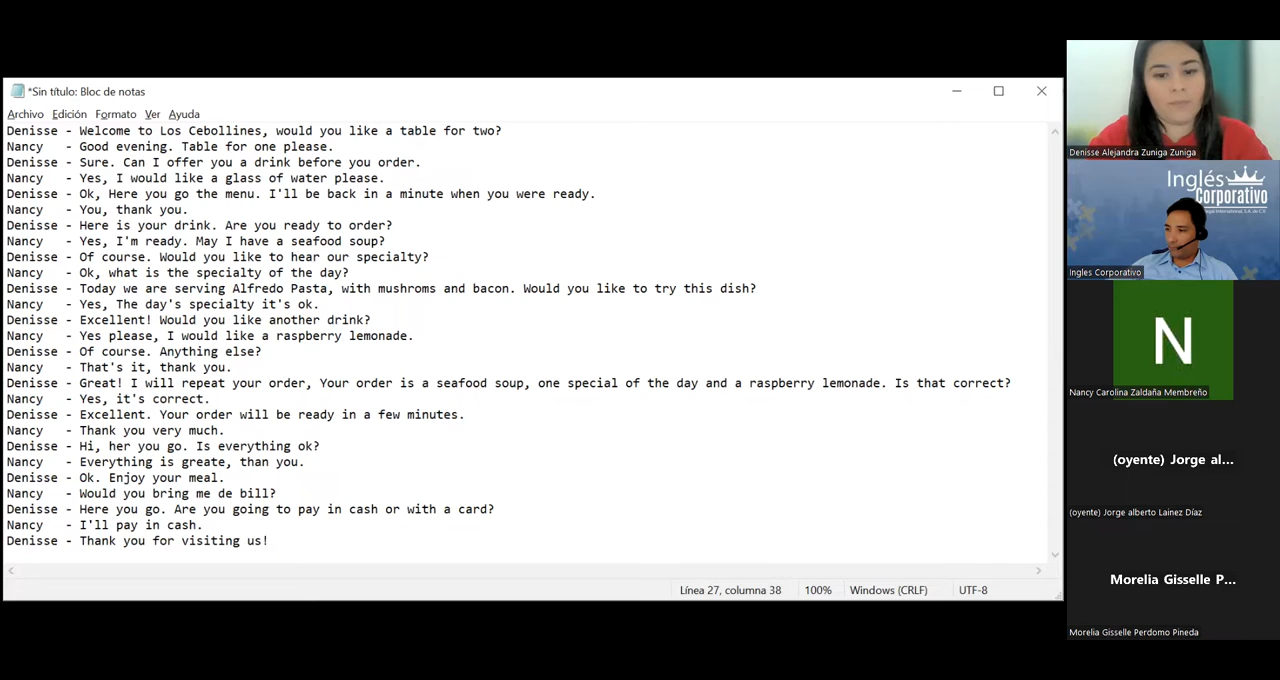 *Sin título: Bloc de notas
Archivo Edición Formato Ver Ayuda
Denisse - Welcome to Los Cebollines, would you like a table for two?
Nancy - Good evening. Table for one please.
Denisse - Sure. Can I offer you a drink before you order.
Nancy - Yes, I would like a glass of water please.
Denisse - Ok, Here you go the menu. I'll be back in a minute when you were ready.
Nancy - You, thank you.
Denisse - Here is your drink. Are you ready to order?
Nancy - Yes, I'm ready. May I have a seafood soup?
Denisse - Of course. Would you like to hear our specialty?
Nancy - Ok, what is the specialty of the day?
Denisse - Today we are serving Alfredo Pasta, with mushroms and bacon. Would you like to try this dish?
Nancy - Yes, The day's specialty it's ok.
Denisse - Excellent! Would you like another drink?
Nancy - Yes please, I would like a raspberry lemonade.
Denisse - Of course. Anything else?
Nancy - That's it, thank you.
Denisse - Great! I will repeat your order, Your order is a seafood soup, one special of the day and a raspberry lemonade. Is that correct?
Nancy - Yes, it's correct.
Denisse - Excellent. Your order will be ready in a few minutes.
Nancy - Thank you very much.
Denisse - Hi, her you go. Is everything ok?
Nancy - Everything is greate, than you.
Denisse - Ok. Enjoy your meal.
Nancy - Would you bring me de bill?
Denisse - Here you go. Are you going to pay in cash or with a card?
Nancy - I'll pay in cash.
Denisse - Thank you for visiting us!
Línea 27, columna 38 100% Windows (CRLF) UTF-8
Denisse Alejandra Zuniga Zuniga
Inglés
Corporativo
Ingles Corporativo
N
Nancy Carolina Zaldaña Membreño
(oyente) Jorge al...
(oyente) Jorge alberto Lainez Díaz
Morelia Gisselle P...
Morelia Gisselle Perdomo Pineda